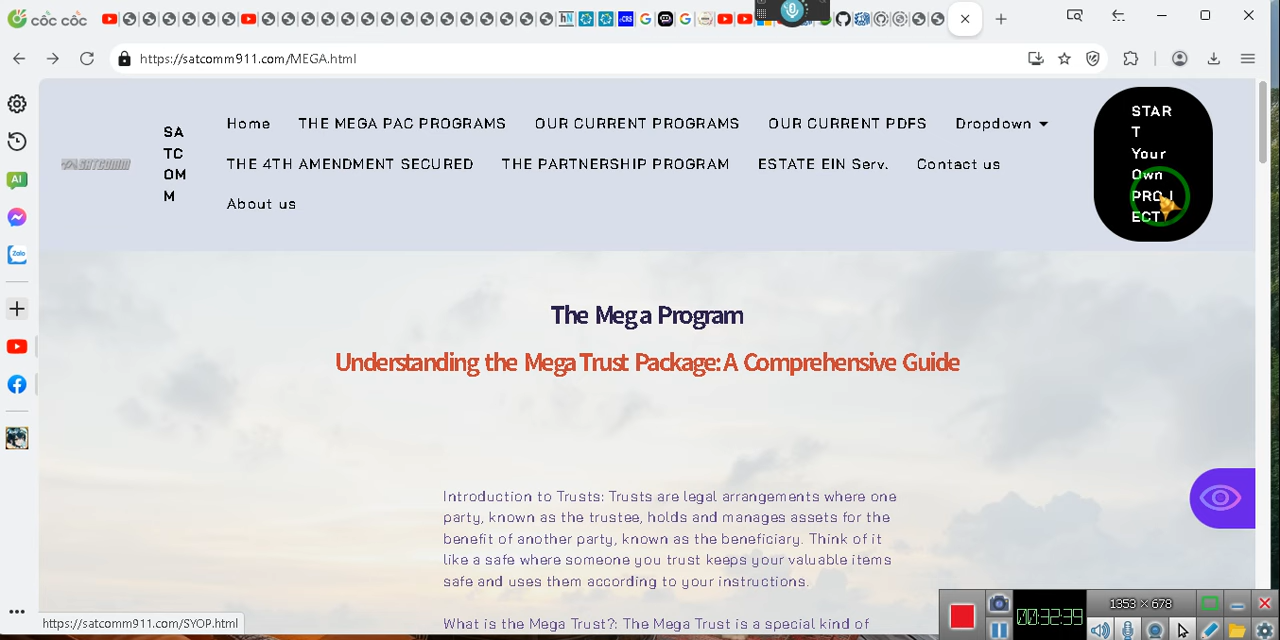 cốc cốc
hN
CRS
https://satcomm911.com/MEGA.html
AI
Zalo
SATCOMM
SA
TC
OM
M
Home THE MEGA PAC PROGRAMS OUR CURRENT PROGRAMS OUR CURRENT PDFS Dropdown
THE 4TH AMENDMENT SECURED THE PARTNERSHIP PROGRAM ESTATE EIN Serv. Contact us
About us
STAR
T
Your
Own
PROJ
ECT
The Mega Program
Understanding the Mega Trust Package: A Comprehensive Guide
Introduction to Trusts: Trusts are legal arrangements where one
party, known as the trustee, holds and manages assets for the
benefit of another party, known as the beneficiary. Think of it
like a safe where someone you trust keeps your valuable items
safe and uses them according to your instructions.
What is the Mega Trust?: The Mega Trust is a special kind of
https://satcomm911.com/SYOP.html
00:32:39
1353 × 678